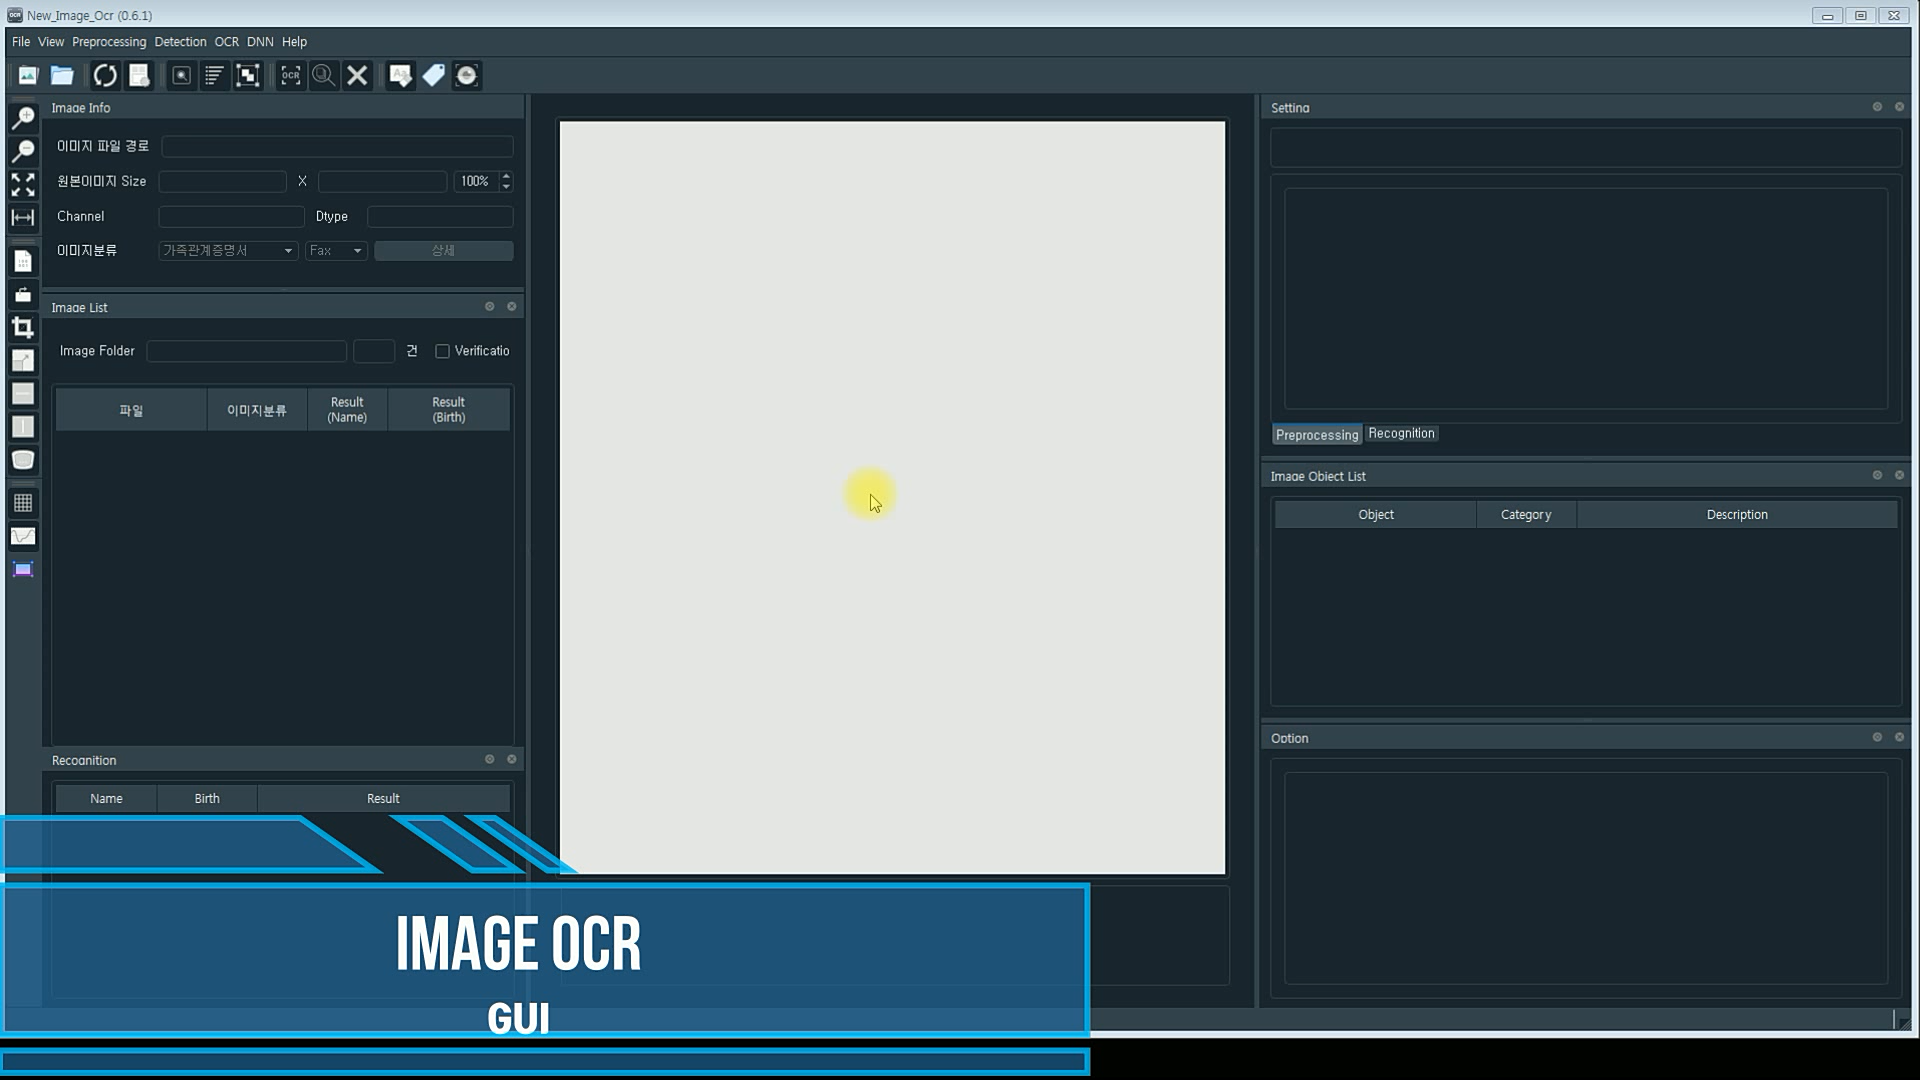 New_Image_Ocr (0.6.1)
File View Preprocessing Detection OCR DNN Help
OCR
Image Info
이미지 파일 경로
원본이미지 Size X 100%
Channel Dtype
이미지분류 가족관계증명서 Fax 상세
Image List
Image Folder 건 Verificatio
파일 이미지분류 Result (Name) Result (Birth)
Recognition
Name Birth Result
Setting
Preprocessing Recognition
Image Object List
Object Category Description
Option
IMAGE OCR
GUI